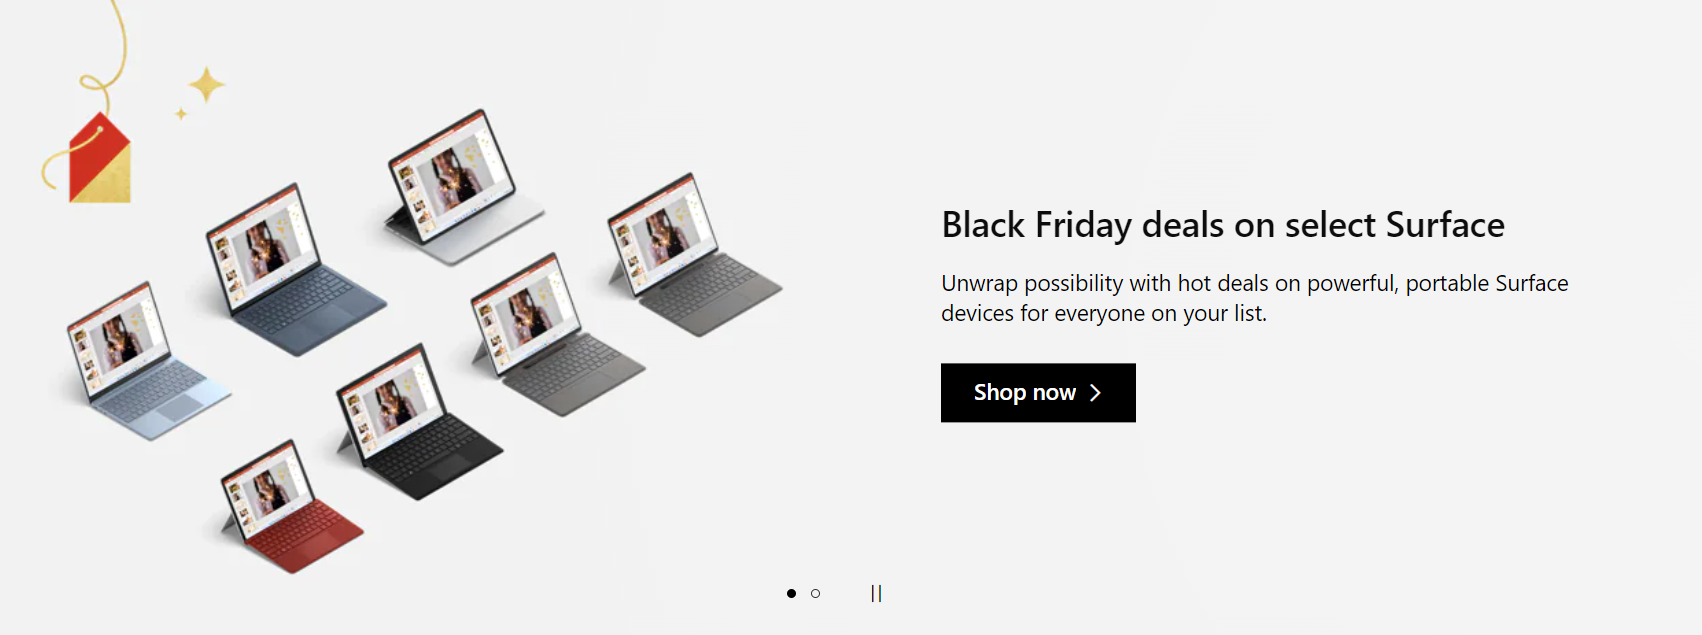 Black Friday deals on select Surface
Unwrap possibility with hot deals on powerful, portable Surface
devices for everyone on your list.
Shop now